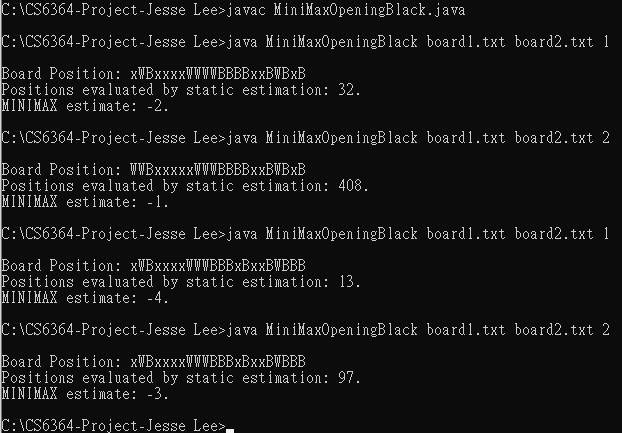 C:\CS6364-Project-Jesse Lee>javac MiniMaxOpeningBlack.java
C:\CS6364-Project-Jesse Lee>java MiniMaxOpeningBlack board1.txt board2.txt 1
Board Position: xWBxxxxWWWWBBBBxxBWBxB
Positions evaluated by static estimation: 32.
MINIMAX estimate: -2.
C:\CS6364-Project-Jesse Lee>java MiniMaxOpeningBlack board1.txt board2.txt 2
Board Position: WWBxxxxxWWWBBBBxxBWBxB
Positions evaluated by static estimation: 408.
MINIMAX estimate: -1.
C:\CS6364-Project-Jesse Lee>java MiniMaxOpeningBlack board1.txt board2.txt 1
Board Position: xWBxxxxWWWBBBxBxxBWBBB
Positions evaluated by static estimation: 13.
MINIMAX estimate: -4.
C:\CS6364-Project-Jesse Lee>java MiniMaxOpeningBlack board1.txt board2.txt 2
Board Position: xWBxxxxWWWBBBxBxxBWBBB
Positions evaluated by static estimation: 97.
MINIMAX estimate: -3.
C:\CS6364-Project-Jesse Lee>